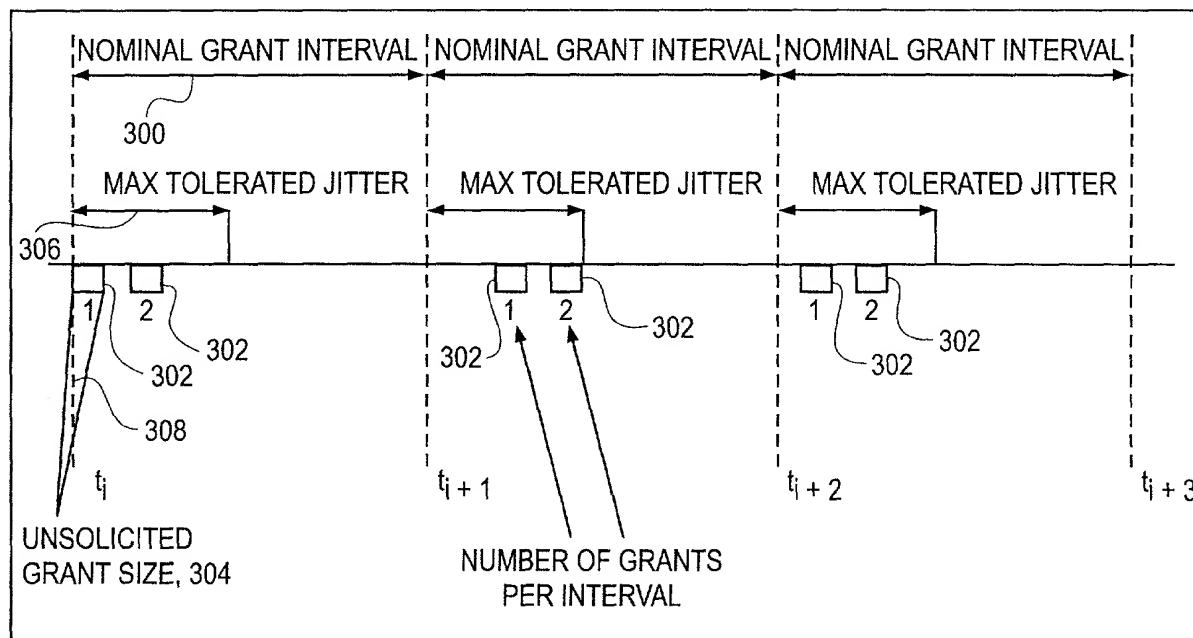 NOMINAL GRANT INTERVAL NOMINAL GRANT INTERVAL NOMINAL GRANT INTERVAL
300
MAX TOLERATED JITTER MAX TOLERATED JITTER MAX TOLERATED JITTER
306
1 2 1 2 1 2
302 302 302 302 302 302
308
ti ti + 1 ti + 2 ti + 3
UNSOLICITED
GRANT SIZE, 304
NUMBER OF GRANTS
PER INTERVAL